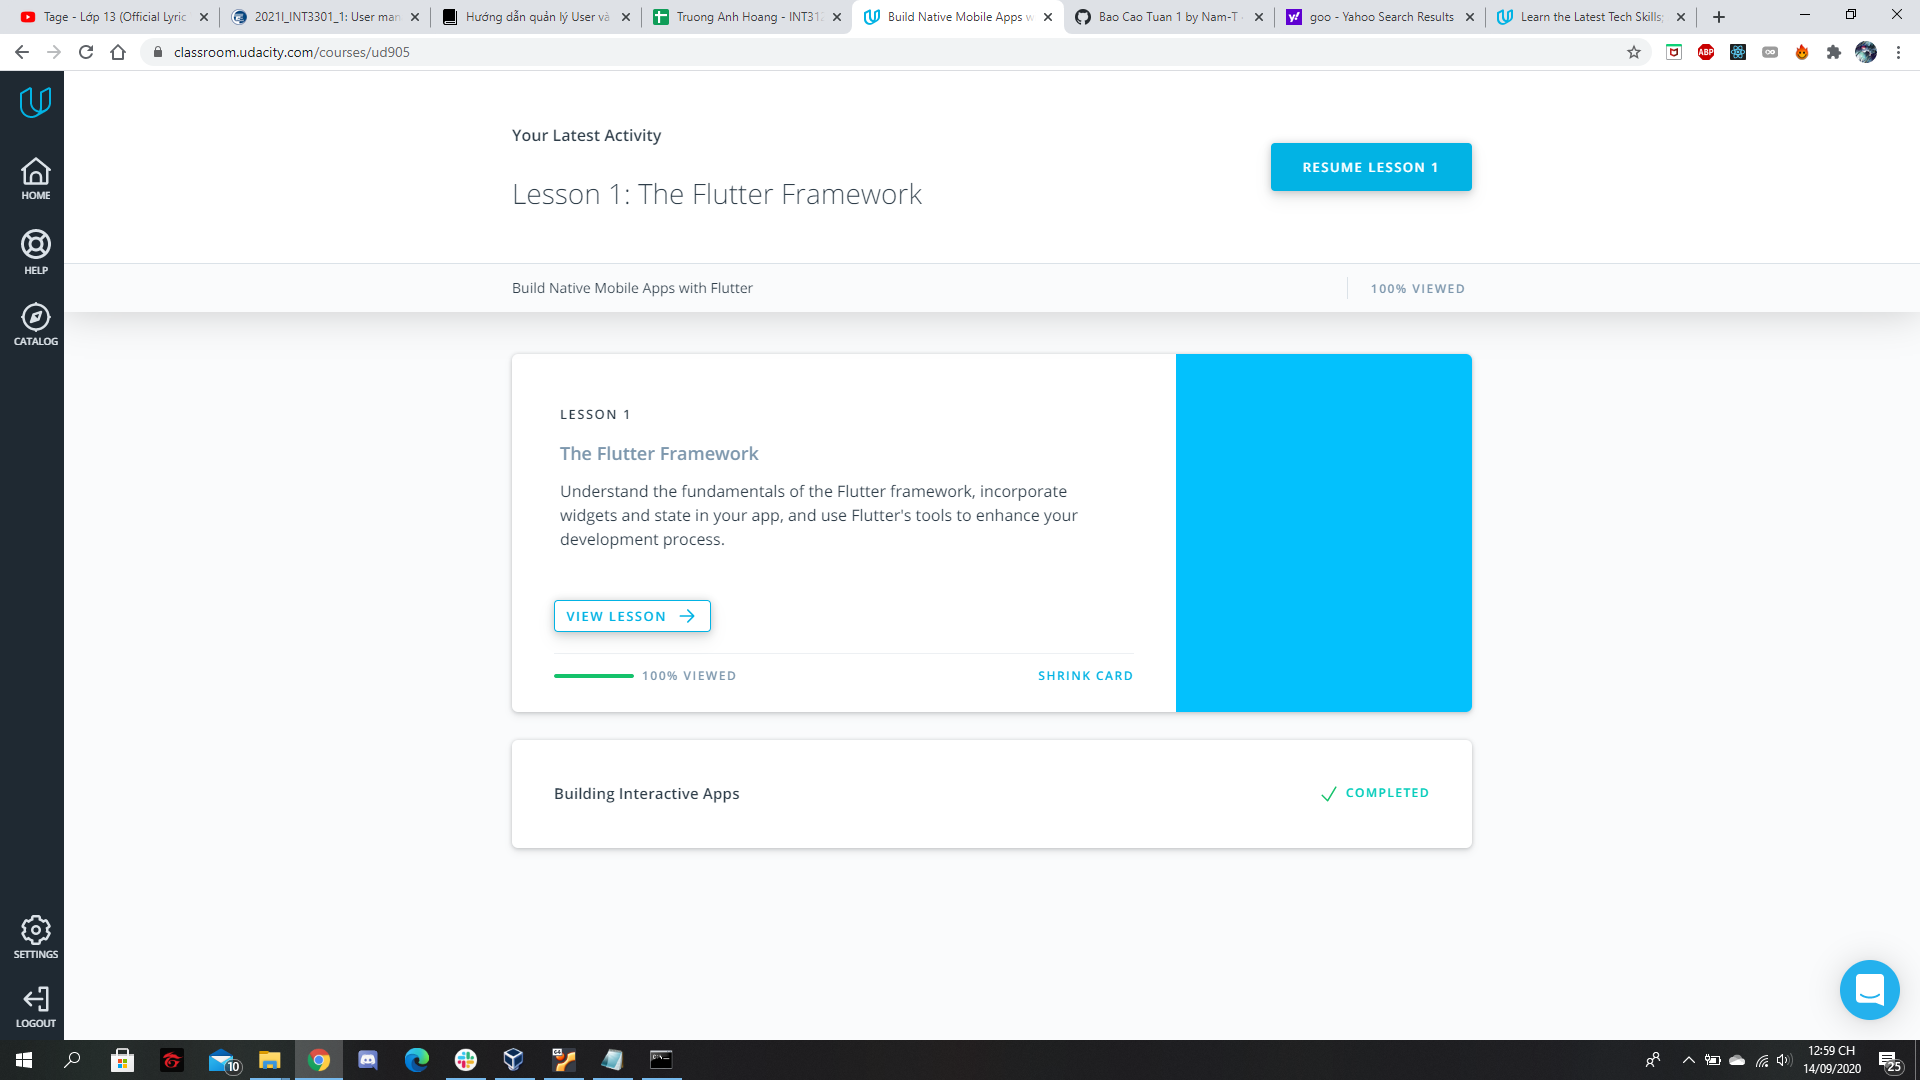 Tage - Lớp 13 (Official Lyric
2021I_INT3301_1: User man
Hướng dẫn quản lý User và
Truong Anh Hoang - INT312
Build Native Mobile Apps w
Bao Cao Tuan 1 by Nam-T
goo - Yahoo Search Results
Learn the Latest Tech Skills;
classroom.udacity.com/courses/ud905
ABP
HOME
HELP
CATALOG
SETTINGS
LOGOUT
Your Latest Activity
Lesson 1: The Flutter Framework
RESUME LESSON 1
Build Native Mobile Apps with Flutter
100% VIEWED
LESSON 1
The Flutter Framework
Understand the fundamentals of the Flutter framework, incorporate
widgets and state in your app, and use Flutter's tools to enhance your
development process.
VIEW LESSON
100% VIEWED
SHRINK CARD
Building Interactive Apps
COMPLETED
10
12:59 CH
14/09/2020
25